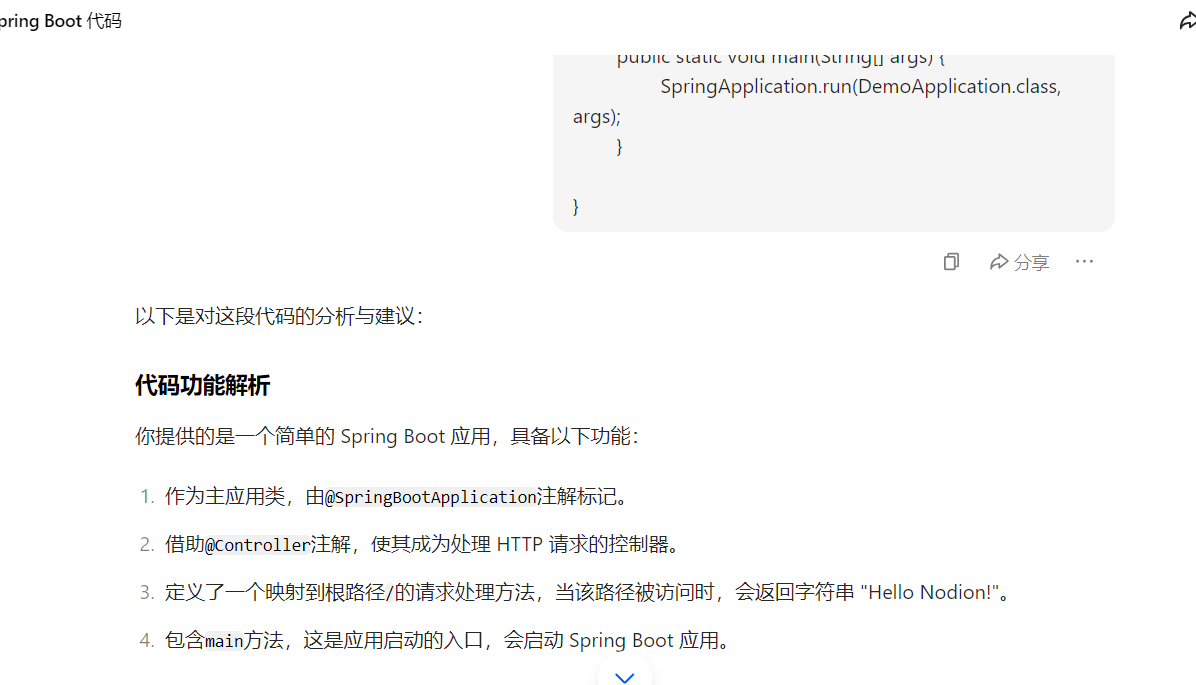 pring Boot 代码
public static void main(String[] args) {
SpringApplication.run(DemoApplication.class,
args);
}
}
分享
以下是对这段代码的分析与建议：
代码功能解析
你提供的是一个简单的 Spring Boot 应用，具备以下功能：
1. 作为主应用类，由@SpringBootApplication注解标记。
2. 借助@Controller注解，使其成为处理 HTTP 请求的控制器。
3. 定义了一个映射到根路径/的请求处理方法，当该路径被访问时，会返回字符串 "Hello Nodion!"。
4. 包含main方法，这是应用启动的入口，会启动 Spring Boot 应用。